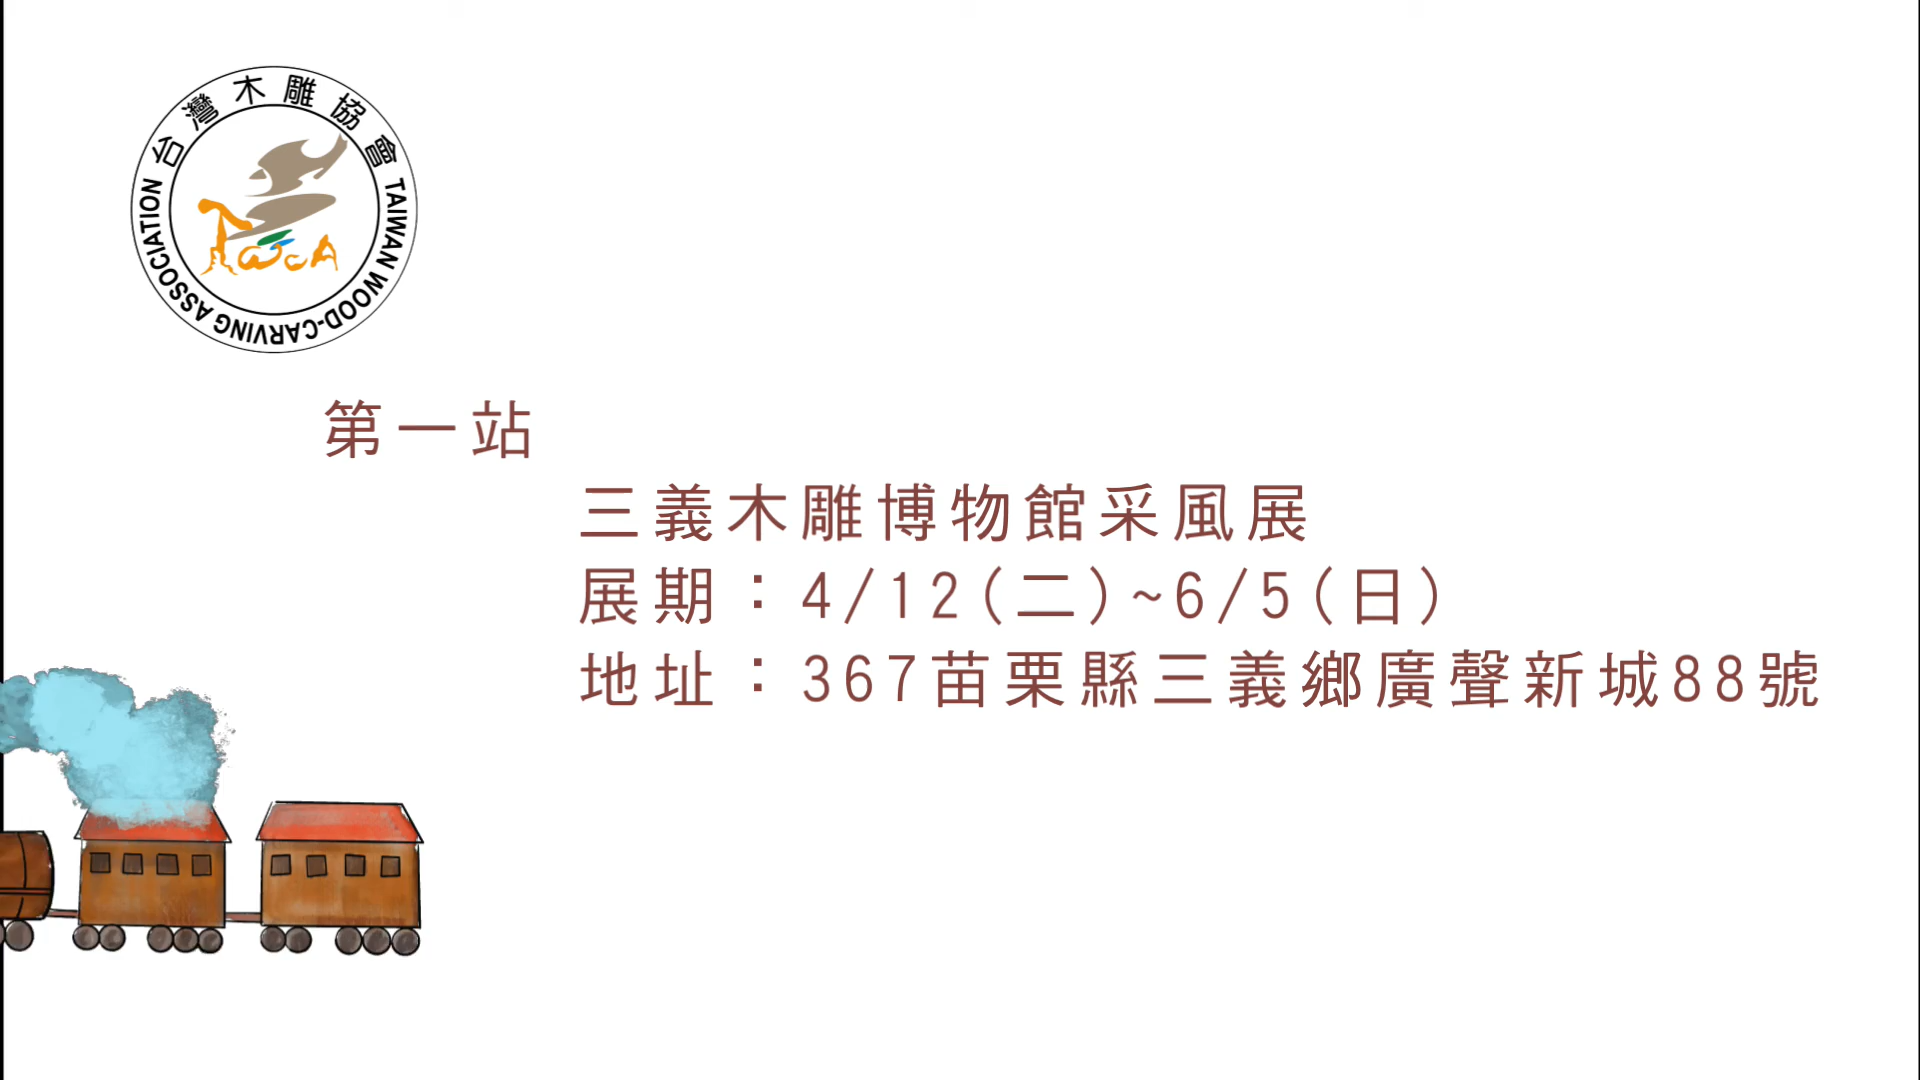 台灣木雕協會
TAIWAN WOOD-CARVING ASSOCIATION
TWCA
第一站
三義木雕博物館采風展
展期：4/12(二)~6/5(日)
地址：367苗栗縣三義鄉廣聲新城88號